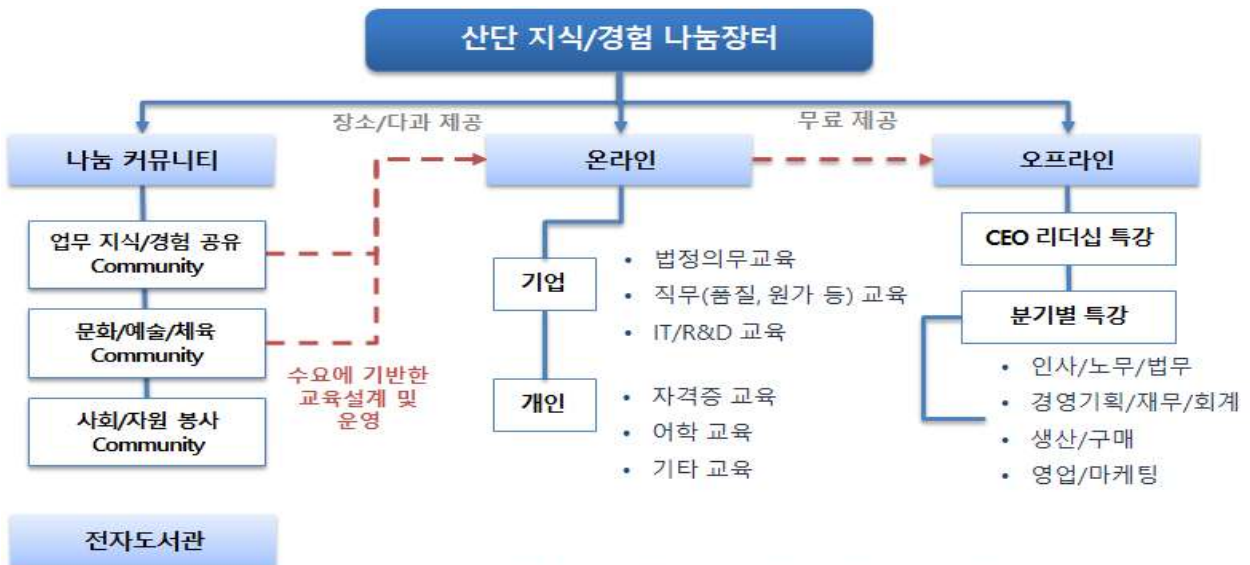 산단 지식/경험 나눔장터
장소/다과 제공
무료 제공
나눔 커뮤니티
온라인
오프라인
업무 지식/경험 공유
Community
문화/예술/체육
Community
사회/자원 봉사
Community
수요에 기반한
교육설계 및
운영
기업
• 법정의무교육
• 직무(품질, 원가 등) 교육
• IT/R&D 교육
개인
• 자격증 교육
• 어학 교육
• 기타 교육
CEO 리더십 특강
분기별 특강
• 인사/노무/법무
• 경영기획/재무/회계
• 생산/구매
• 영업/마케팅
전자도서관